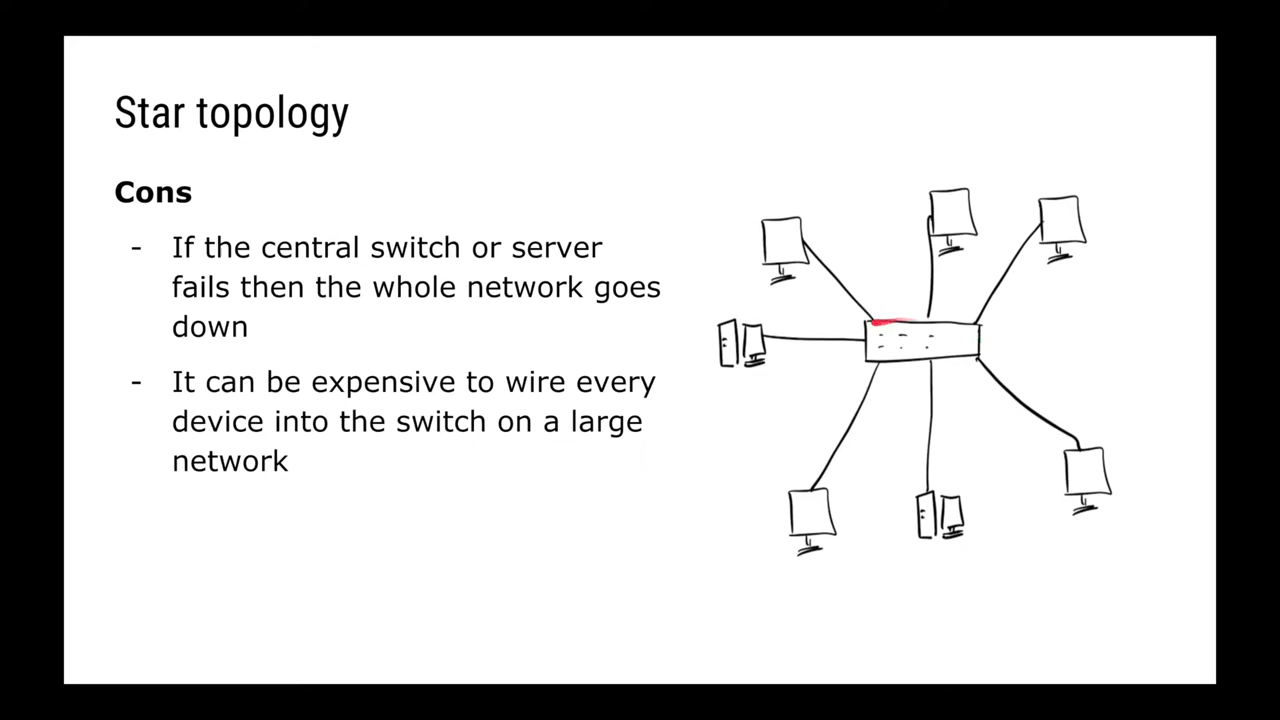 Star topology
Cons
- If the central switch or server
fails then the whole network goes
down
- It can be expensive to wire every
device into the switch on a large
network